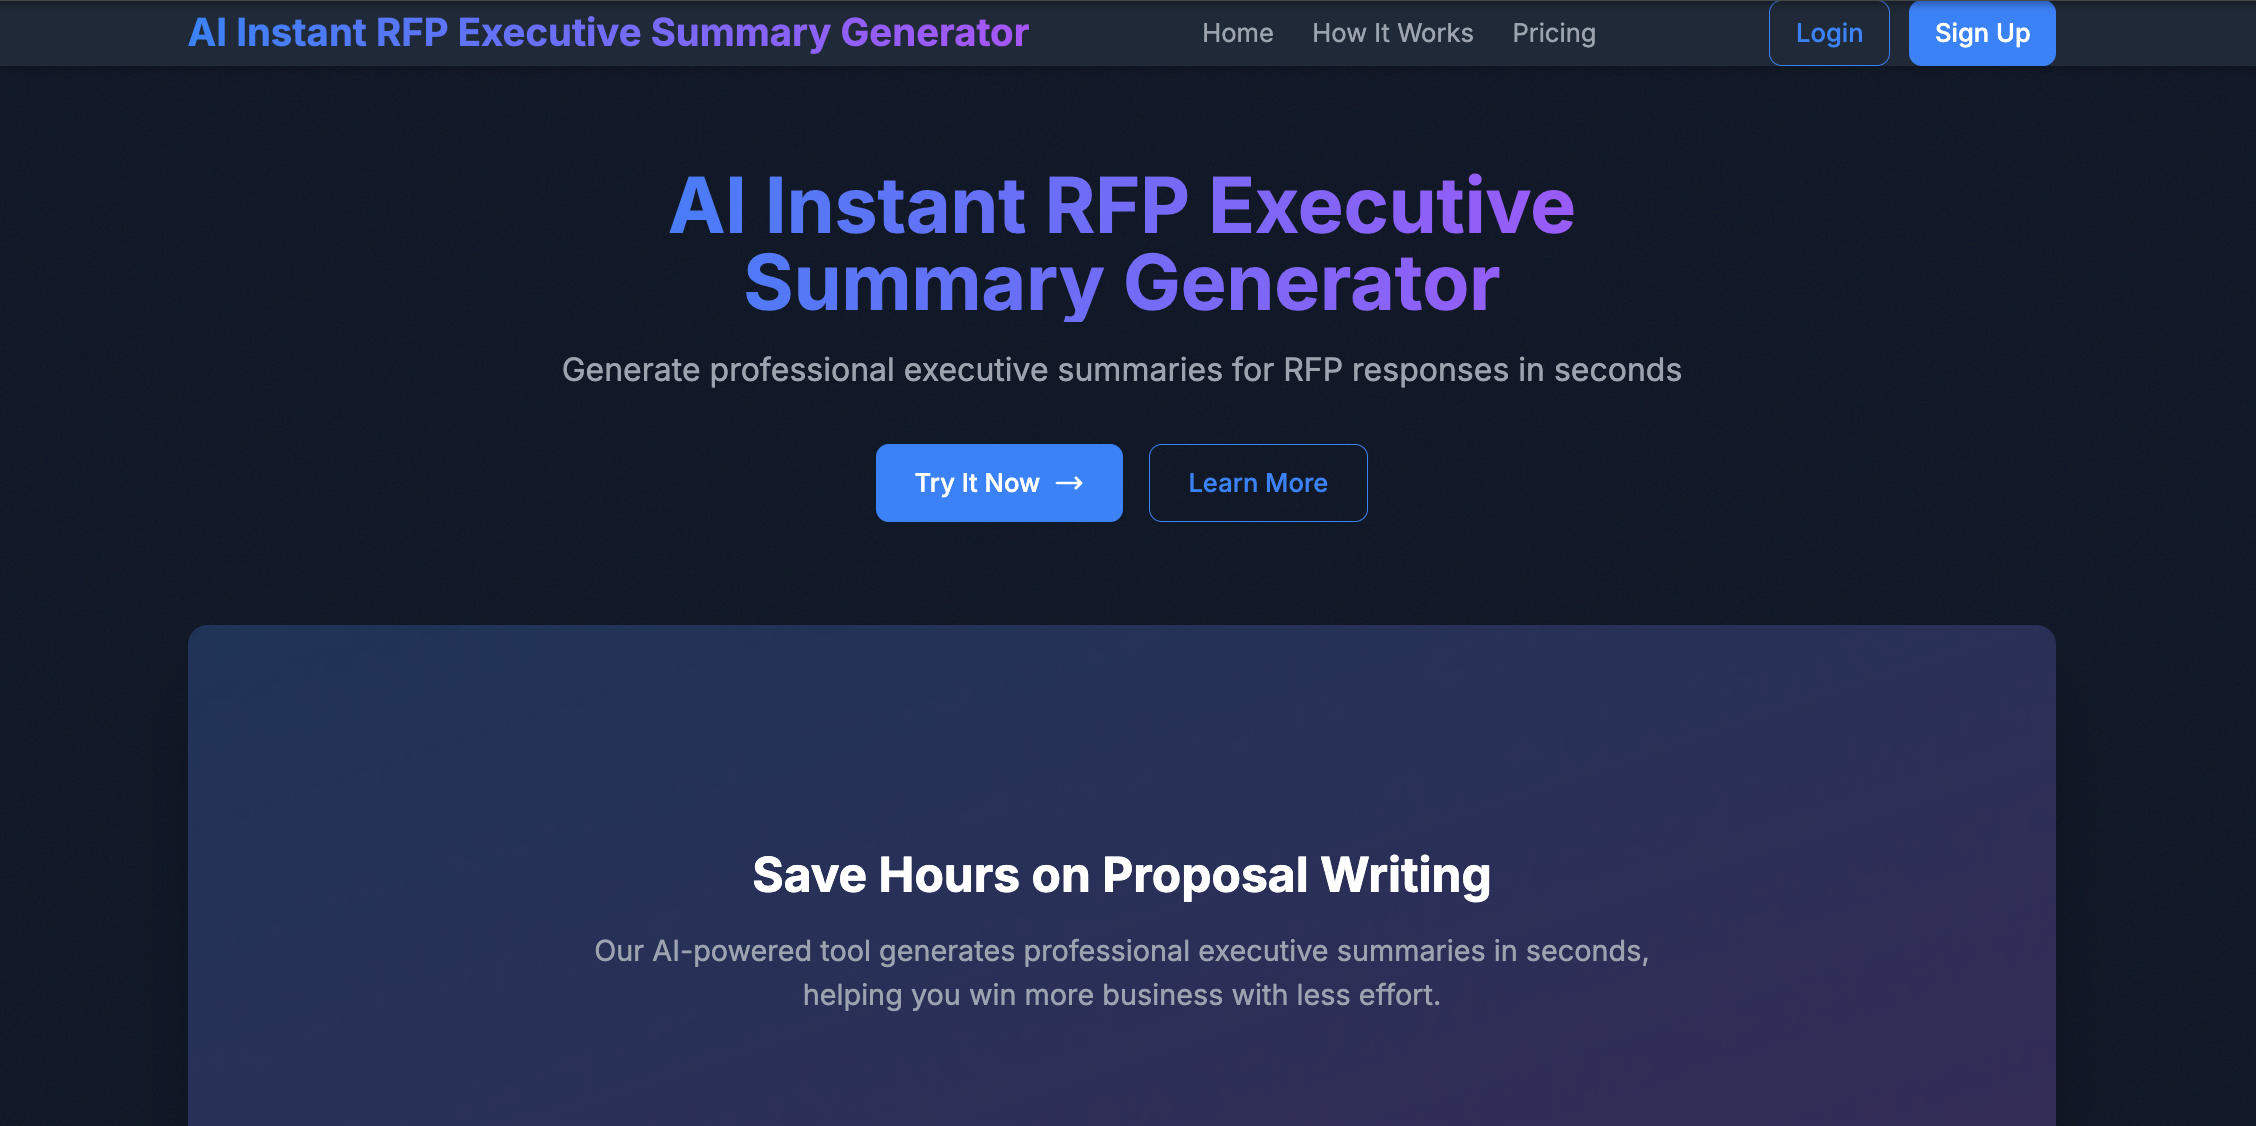 AI Instant RFP Executive Summary Generator
Home
How It Works
Pricing
Login
Sign Up
AI Instant RFP Executive
Summary Generator
Generate professional executive summaries for RFP responses in seconds
Try It Now →
Learn More
Save Hours on Proposal Writing
Our AI-powered tool generates professional executive summaries in seconds,
helping you win more business with less effort.